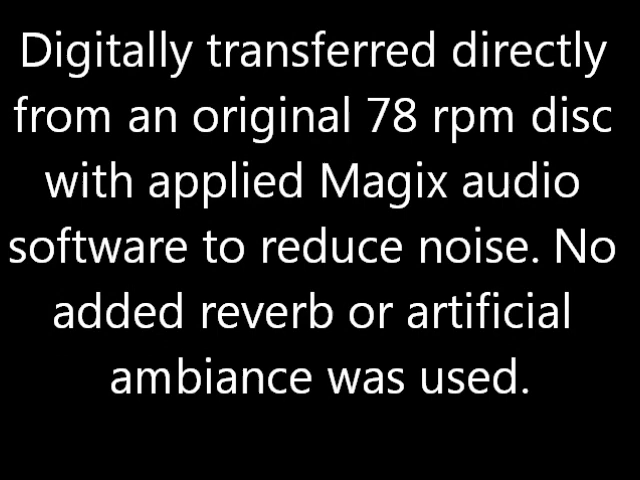 Digitally transferred directly
from an original 78 rpm disc
with applied Magix audio
software to reduce noise. No
added reverb or artificial
ambiance was used.